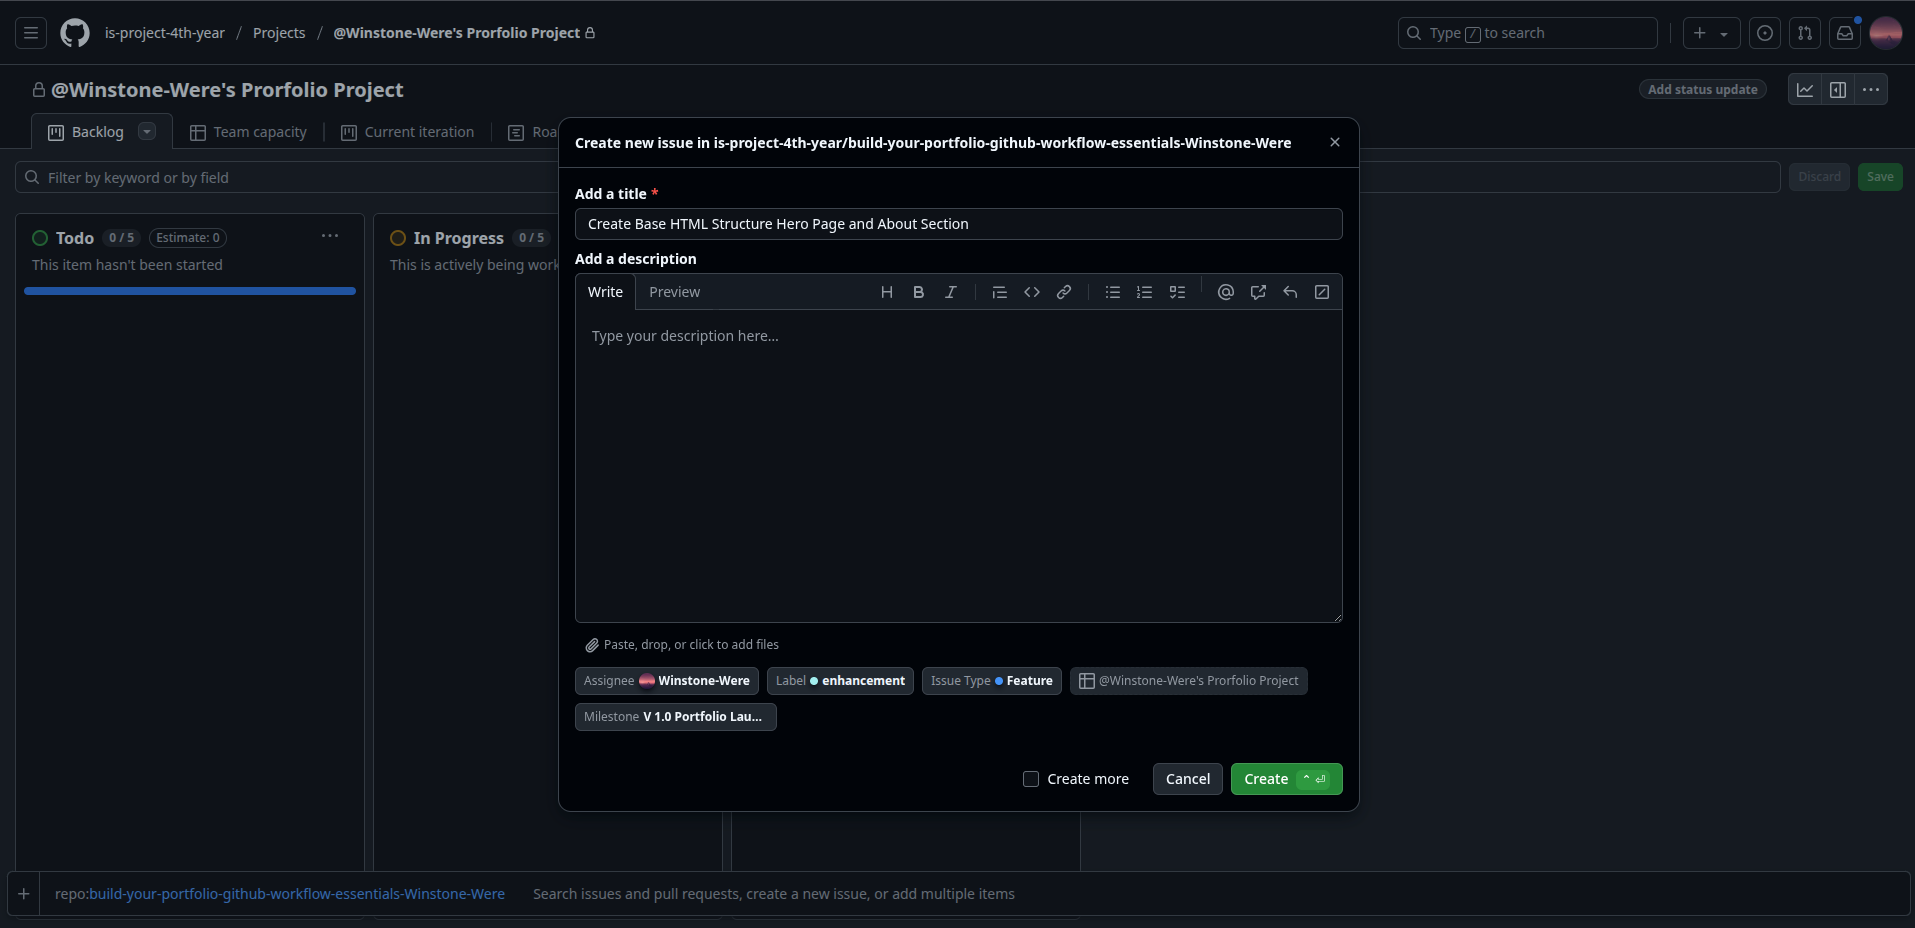 is-project-4th-year / Projects / @Winstone-Were's Prorfolio Project
Type / to search
@Winstone-Were's Prorfolio Project
Add status update
Backlog
Team capacity
Current iteration
Roa
Filter by keyword or by field
Discard
Save
Todo 0 / 5 Estimate: 0
This item hasn't been started
In Progress 0 / 5
This is actively being work
Create new issue in is-project-4th-year/build-your-portfolio-github-workflow-essentials-Winstone-Were
Add a title *
Create Base HTML Structure Hero Page and About Section
Add a description
Write
Preview
Type your description here...
Paste, drop, or click to add files
Assignee Winstone-Were
Label enhancement
Issue Type Feature
@Winstone-Were's Prorfolio Project
Milestone V 1.0 Portfolio Lau...
Create more
Cancel
Create
repo:build-your-portfolio-github-workflow-essentials-Winstone-Were
Search issues and pull requests, create a new issue, or add multiple items